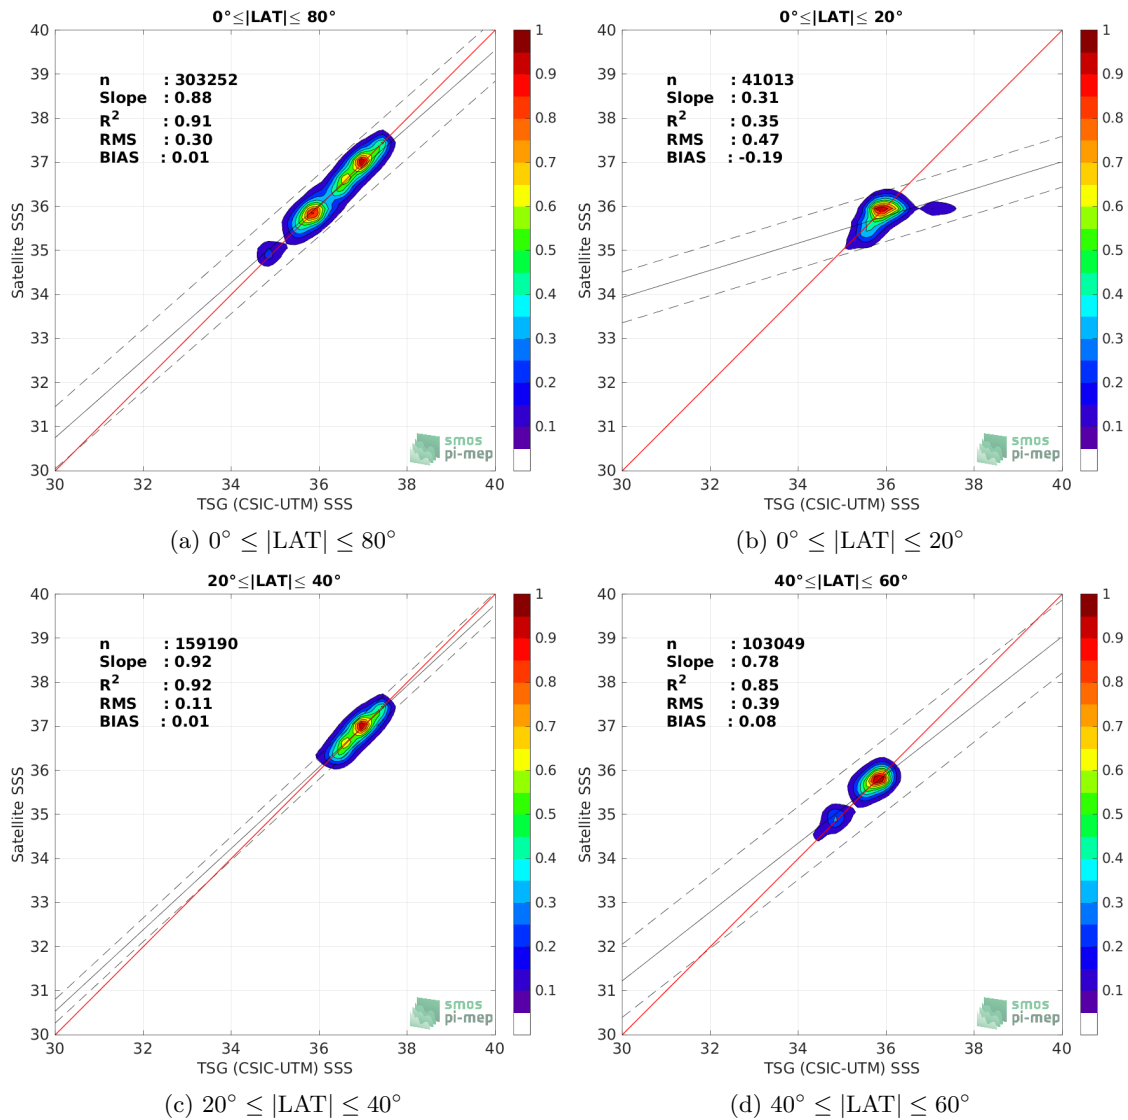 0°≤|LAT|≤ 80°
n : 303252
Slope : 0.88
R² : 0.91
RMS : 0.30
BIAS : 0.01
Satellite SSS
40
39
38
37
36
35
34
33
32
31
30
30 32 34 36 38 40
TSG (CSIC-UTM) SSS
1
0.9
0.8
0.7
0.6
0.5
0.4
0.3
0.2
0.1
smos
pi-mep
(a) 0° ≤ |LAT| ≤ 80°
0°≤|LAT|≤ 20°
n : 41013
Slope : 0.31
R² : 0.35
RMS : 0.47
BIAS : -0.19
Satellite SSS
40
39
38
37
36
35
34
33
32
31
30
30 32 34 36 38 40
TSG (CSIC-UTM) SSS
1
0.9
0.8
0.7
0.6
0.5
0.4
0.3
0.2
0.1
smos
pi-mep
(b) 0° ≤ |LAT| ≤ 20°
20°≤|LAT|≤ 40°
n : 159190
Slope : 0.92
R² : 0.92
RMS : 0.11
BIAS : 0.01
Satellite SSS
40
39
38
37
36
35
34
33
32
31
30
30 32 34 36 38 40
TSG (CSIC-UTM) SSS
1
0.9
0.8
0.7
0.6
0.5
0.4
0.3
0.2
0.1
smos
pi-mep
(c) 20° ≤ |LAT| ≤ 40°
40°≤|LAT|≤ 60°
n : 103049
Slope : 0.78
R² : 0.85
RMS : 0.39
BIAS : 0.08
Satellite SSS
40
39
38
37
36
35
34
33
32
31
30
30 32 34 36 38 40
TSG (CSIC-UTM) SSS
1
0.9
0.8
0.7
0.6
0.5
0.4
0.3
0.2
0.1
smos
pi-mep
(d) 40° ≤ |LAT| ≤ 60°